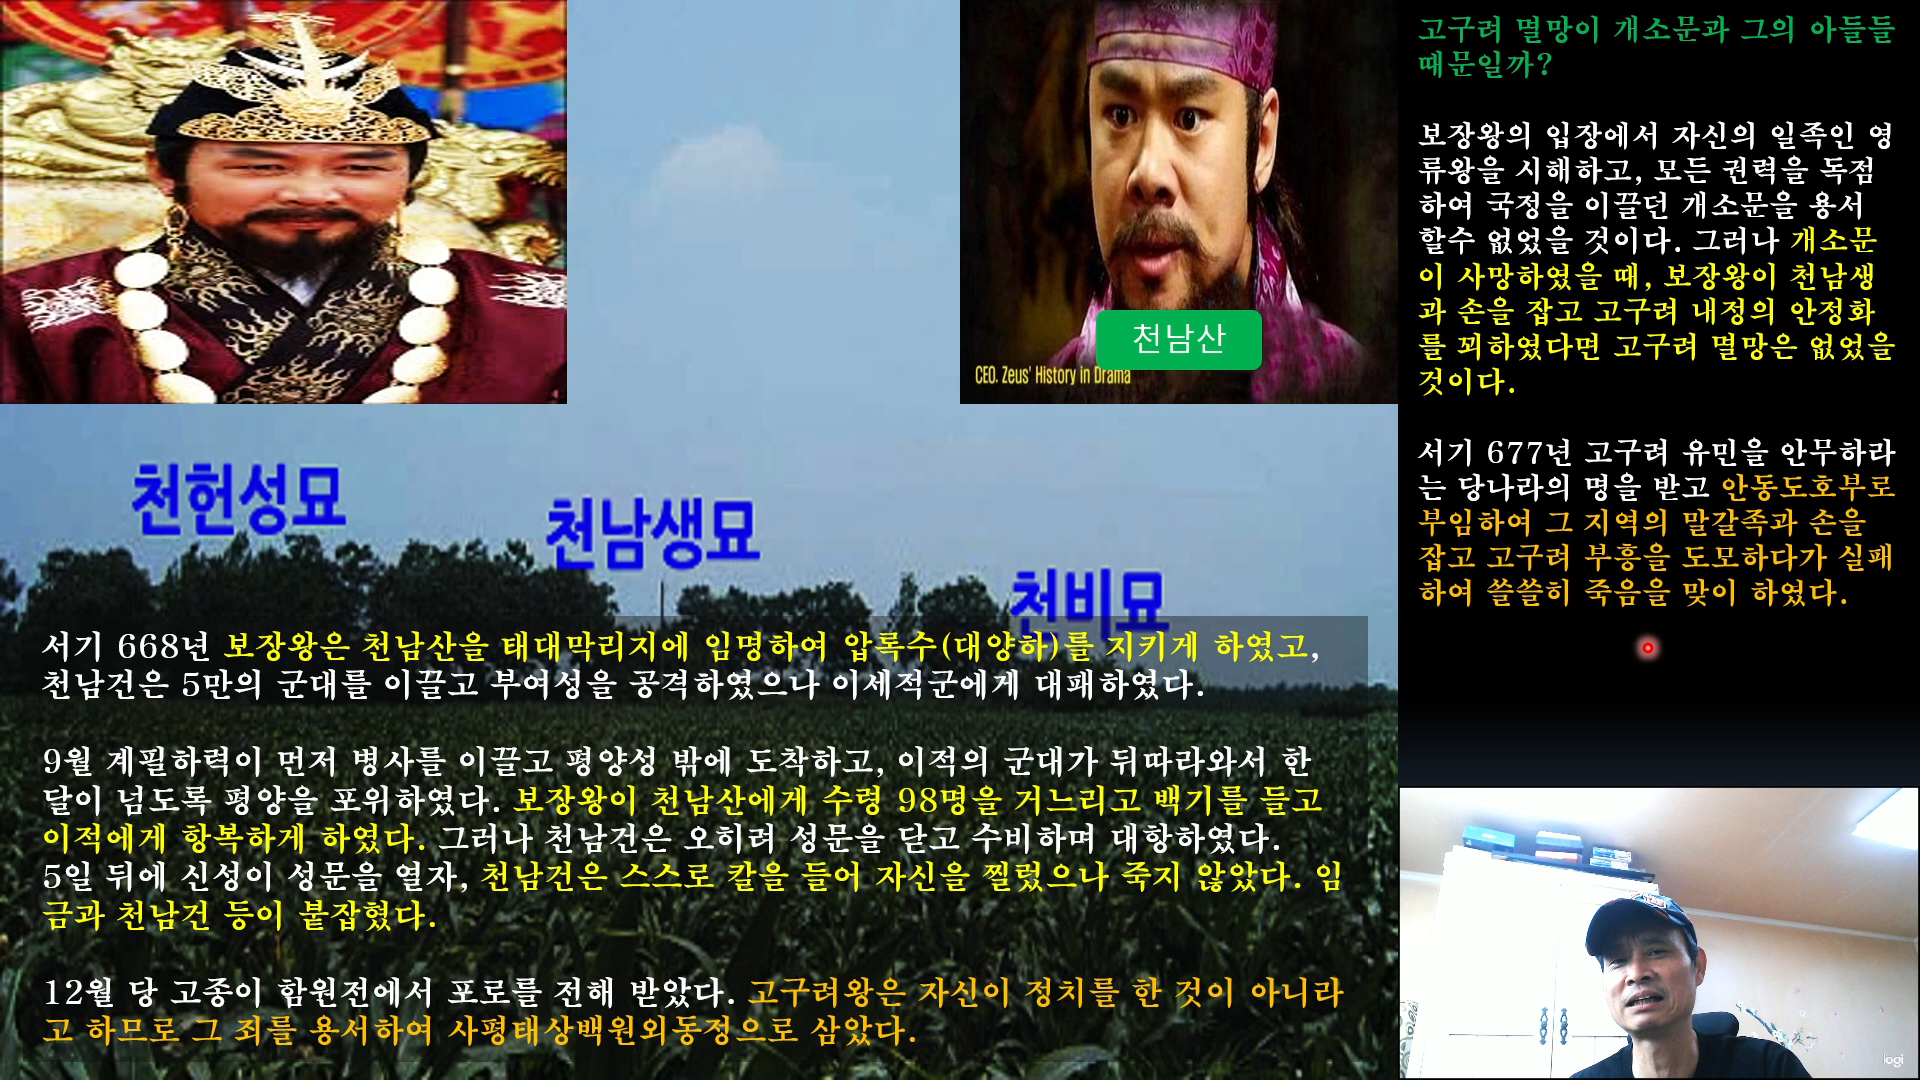 고구려 멸망이 개소문과 그의 아들들
때문일까?
보장왕의 입장에서 자신의 일족인 영
류왕을 시해하고, 모든 권력을 독점
하여 국정을 이끌던 개소문을 용서
할수 없었을 것이다. 그러나 개소문
이 사망하였을 때, 보장왕이 천남생
과 손을 잡고 고구려 내정의 안정화
를 꾀하였다면 고구려 멸망은 없었을
것이다.
서기 677년 고구려 유민을 안무하라
는 당나라의 명을 받고 안동도호부로
부임하여 그 지역의 말갈족과 손을
잡고 고구려 부흥을 도모하다가 실패
하여 쓸쓸히 죽음을 맞이 하였다.
천남산
CEO. Zeus' History in Drama
천헌성묘
천남생묘
천비묘
서기 668년 보장왕은 천남산을 태대막리지에 임명하여 압록수(대양하)를 지키게 하였고,
천남건은 5만의 군대를 이끌고 부여성을 공격하였으나 이세적군에게 대패하였다.
9월 계필하력이 먼저 병사를 이끌고 평양성 밖에 도착하고, 이적의 군대가 뒤따라와서 한
달이 넘도록 평양을 포위하였다. 보장왕이 천남산에게 수령 98명을 거느리고 백기를 들고
이적에게 항복하게 하였다. 그러나 천남건은 오히려 성문을 닫고 수비하며 대항하였다.
5일 뒤에 신성이 성문을 열자, 천남건은 스스로 칼을 들어 자신을 찔렀으나 죽지 않았다. 임
금과 천남건 등이 붙잡혔다.
12월 당 고종이 함원전에서 포로를 전해 받았다. 고구려왕은 자신이 정치를 한 것이 아니라
고 하므로 그 죄를 용서하여 사평태상백원외동정으로 삼았다.
logi